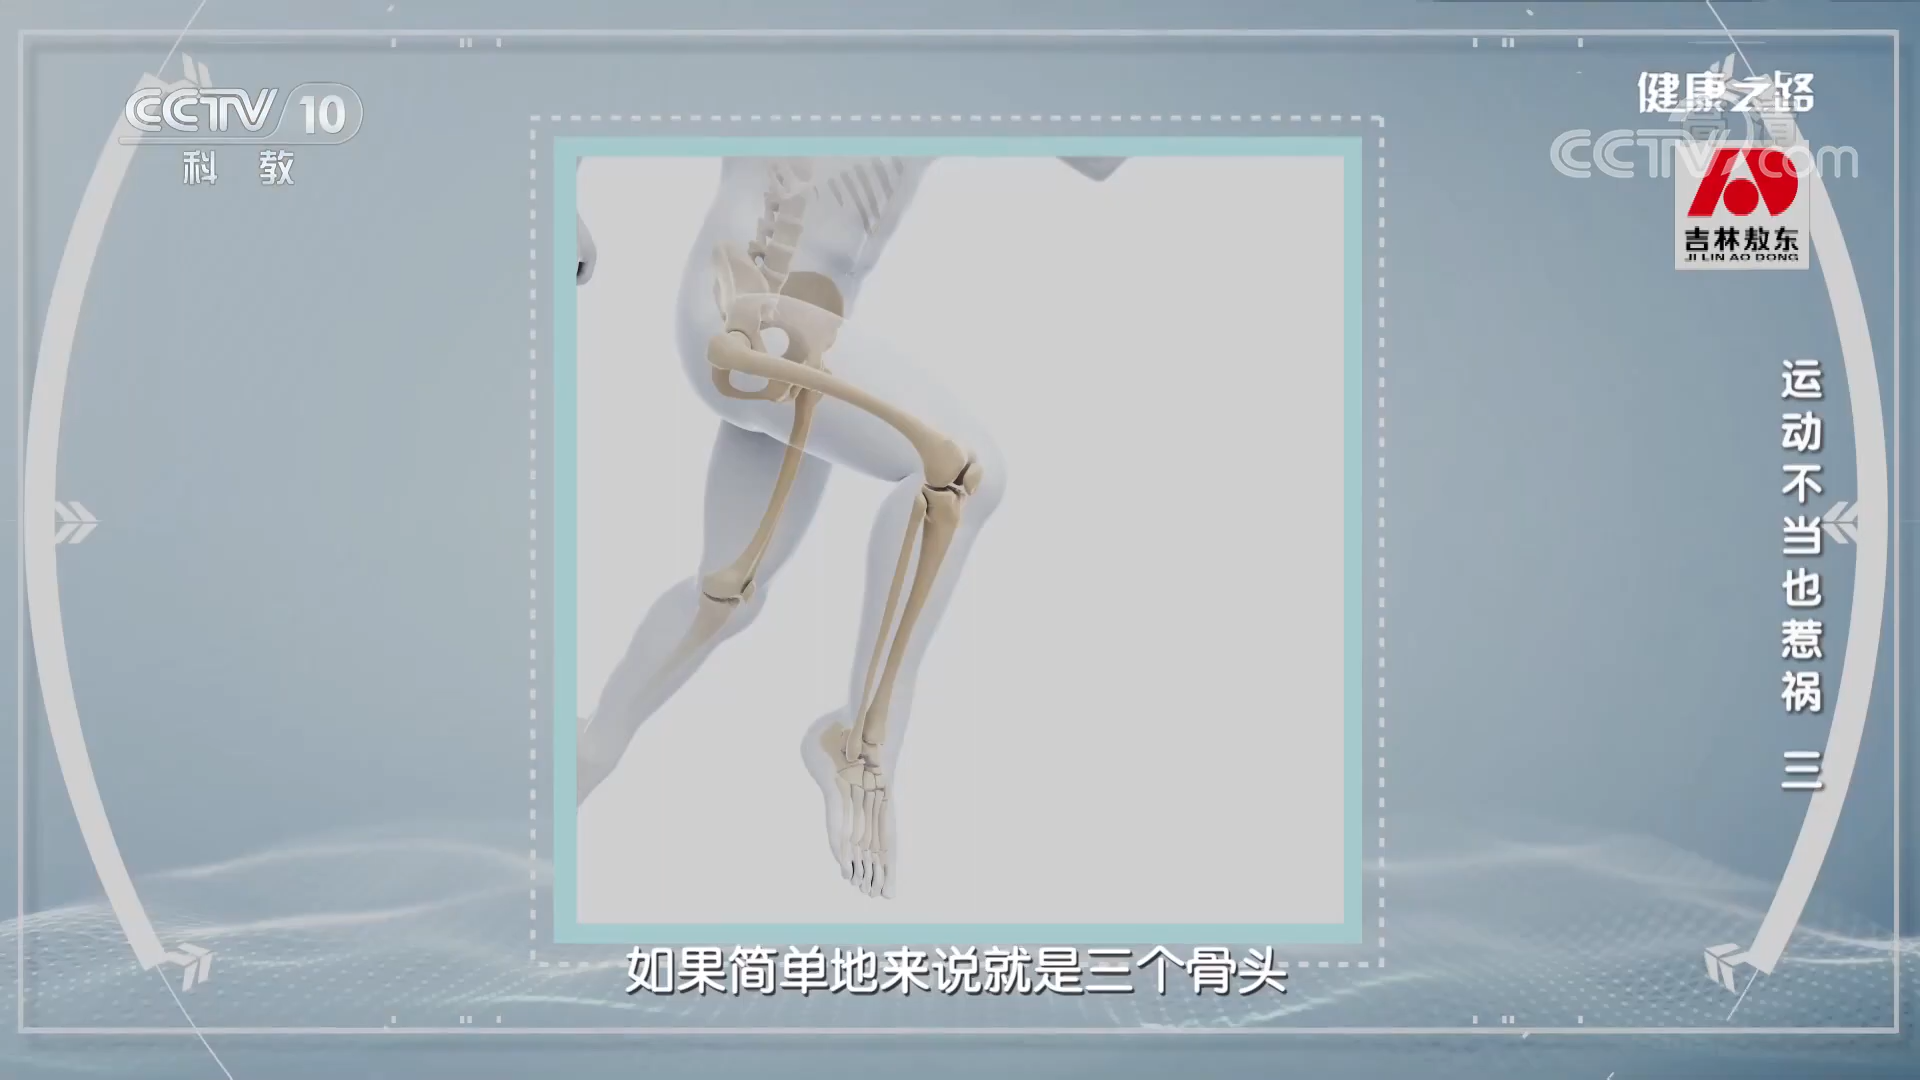 CCTV 10
科 教
健康之路
高清
CCTV.com
吉林敖东
JI LIN AO DONG
运动不当也惹祸 三
如果简单地来说就是三个骨头